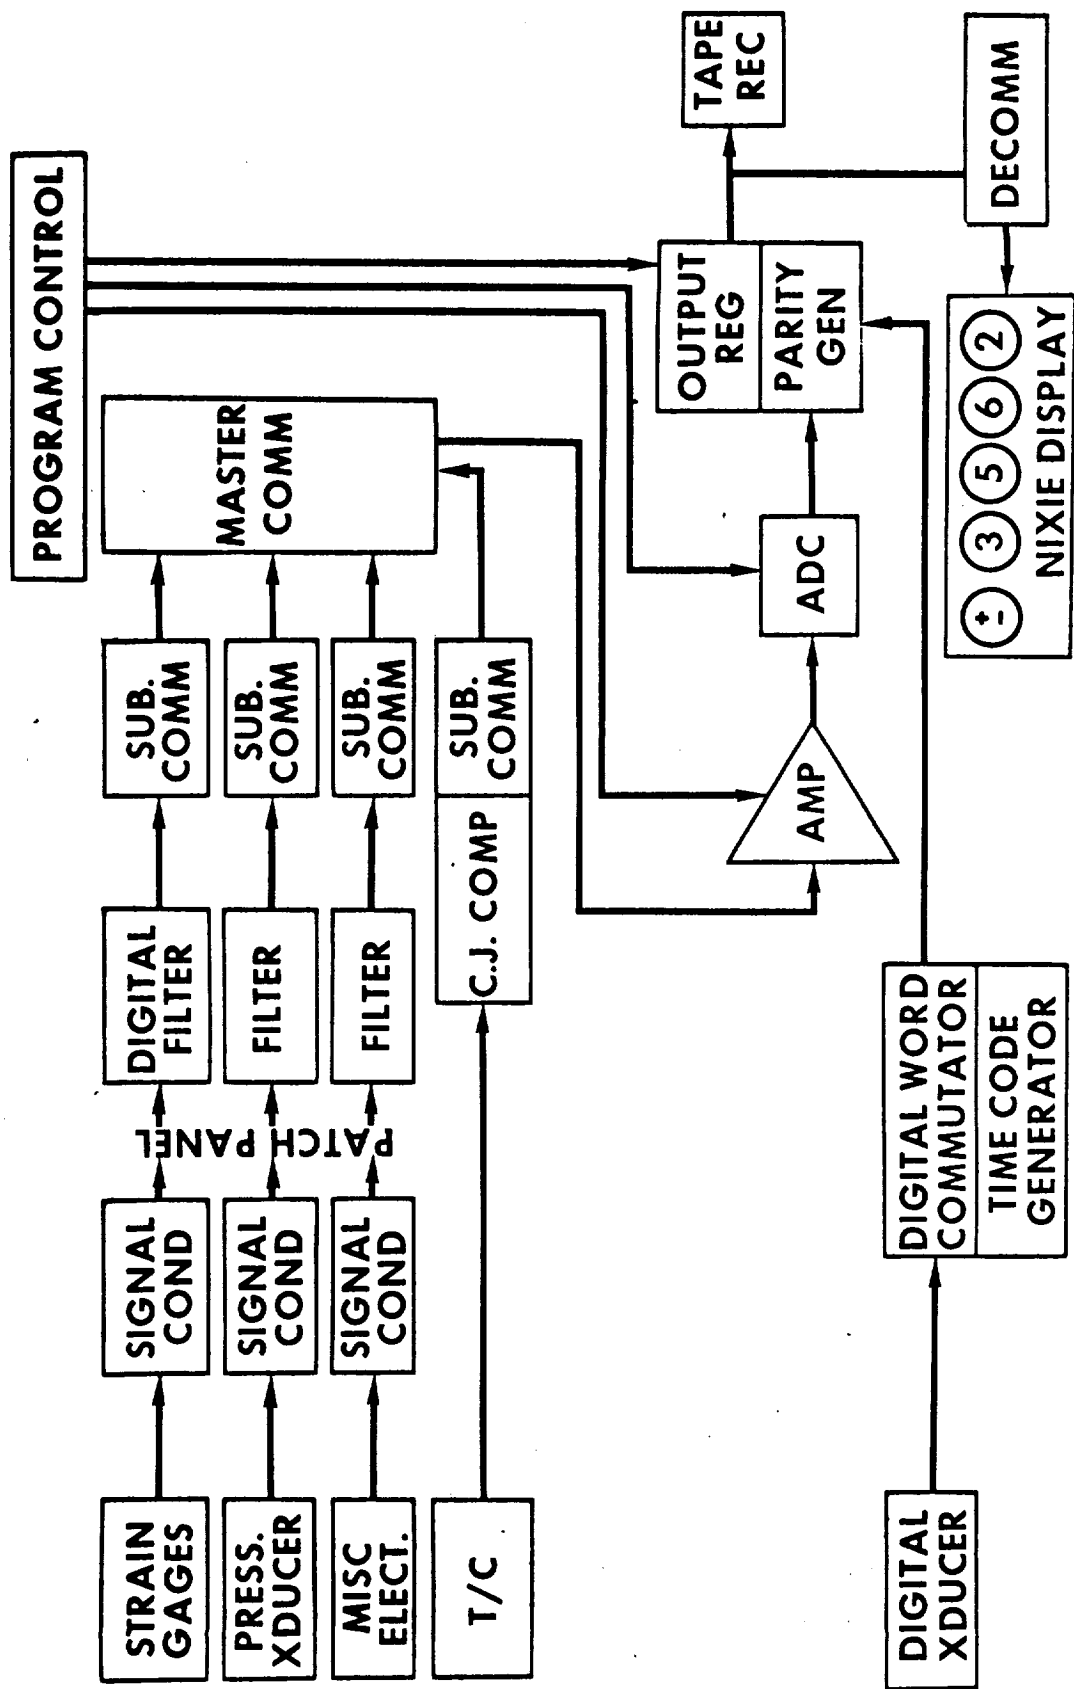 PROGRAM CONTROL
STRAIN
GAGES
SIGNAL
COND
DIGITAL
FILTER
SUB.
COMM
MASTER
COMM
PRESS.
XDUCER
SIGNAL
COND
PATCH PANEL
FILTER
SUB.
COMM
MISC
ELECT.
SIGNAL
COND
FILTER
SUB.
COMM
T/C
C.J. COMP
SUB.
COMM
AMP
ADC
OUTPUT
REG
PARITY
GEN
TAPE
REC
DIGITAL
XDUCER
DIGITAL WORD
COMMUTATOR
TIME CODE
GENERATOR
± 3 5 6 2
NIXIE DISPLAY
DECOMM